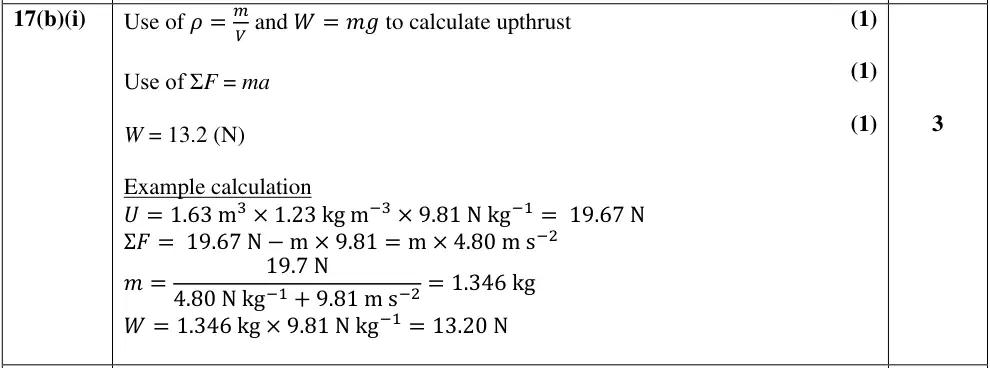 17(b)(i) Use of 𝜌 = 𝑚/𝑉 and 𝑊 = 𝑚𝑔 to calculate upthrust (1)
Use of Σ𝐹 = 𝑚𝑎 (1)
𝑊 = 13.2 (N) (1) 3
Example calculation
𝑈 = 1.63 m³ × 1.23 kg m⁻³ × 9.81 N kg⁻¹ = 19.67 N
Σ𝐹 = 19.67 N − m × 9.81 = m × 4.80 m s⁻²
𝑚 = 19.7 N / (4.80 N kg⁻¹ + 9.81 m s⁻²) = 1.346 kg
𝑊 = 1.346 kg × 9.81 N kg⁻¹ = 13.20 N